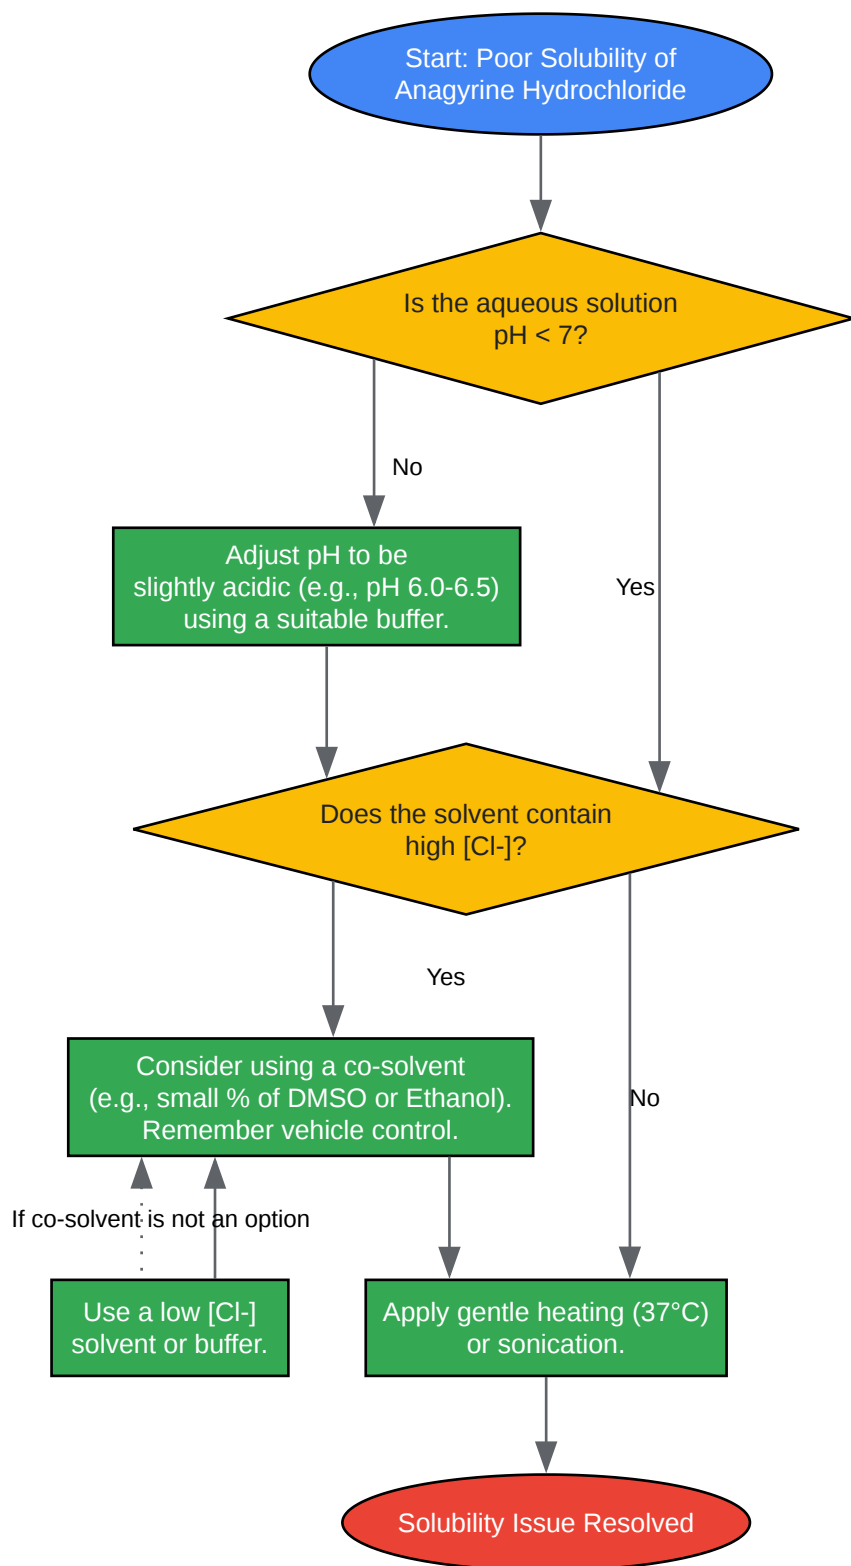 Start: Poor Solubility of
Anagyrine Hydrochloride
Is the aqueous solution
pH < 7?
No
Adjust pH to be
slightly acidic (e.g., pH 6.0-6.5)
using a suitable buffer.
Yes
Does the solvent contain
high [Cl-]?
Yes
Consider using a co-solvent
(e.g., small % of DMSO or Ethanol).
Remember vehicle control.
No
If co-solvent is not an option
Use a low [Cl-]
solvent or buffer.
Apply gentle heating (37°C)
or sonication.
Solubility Issue Resolved